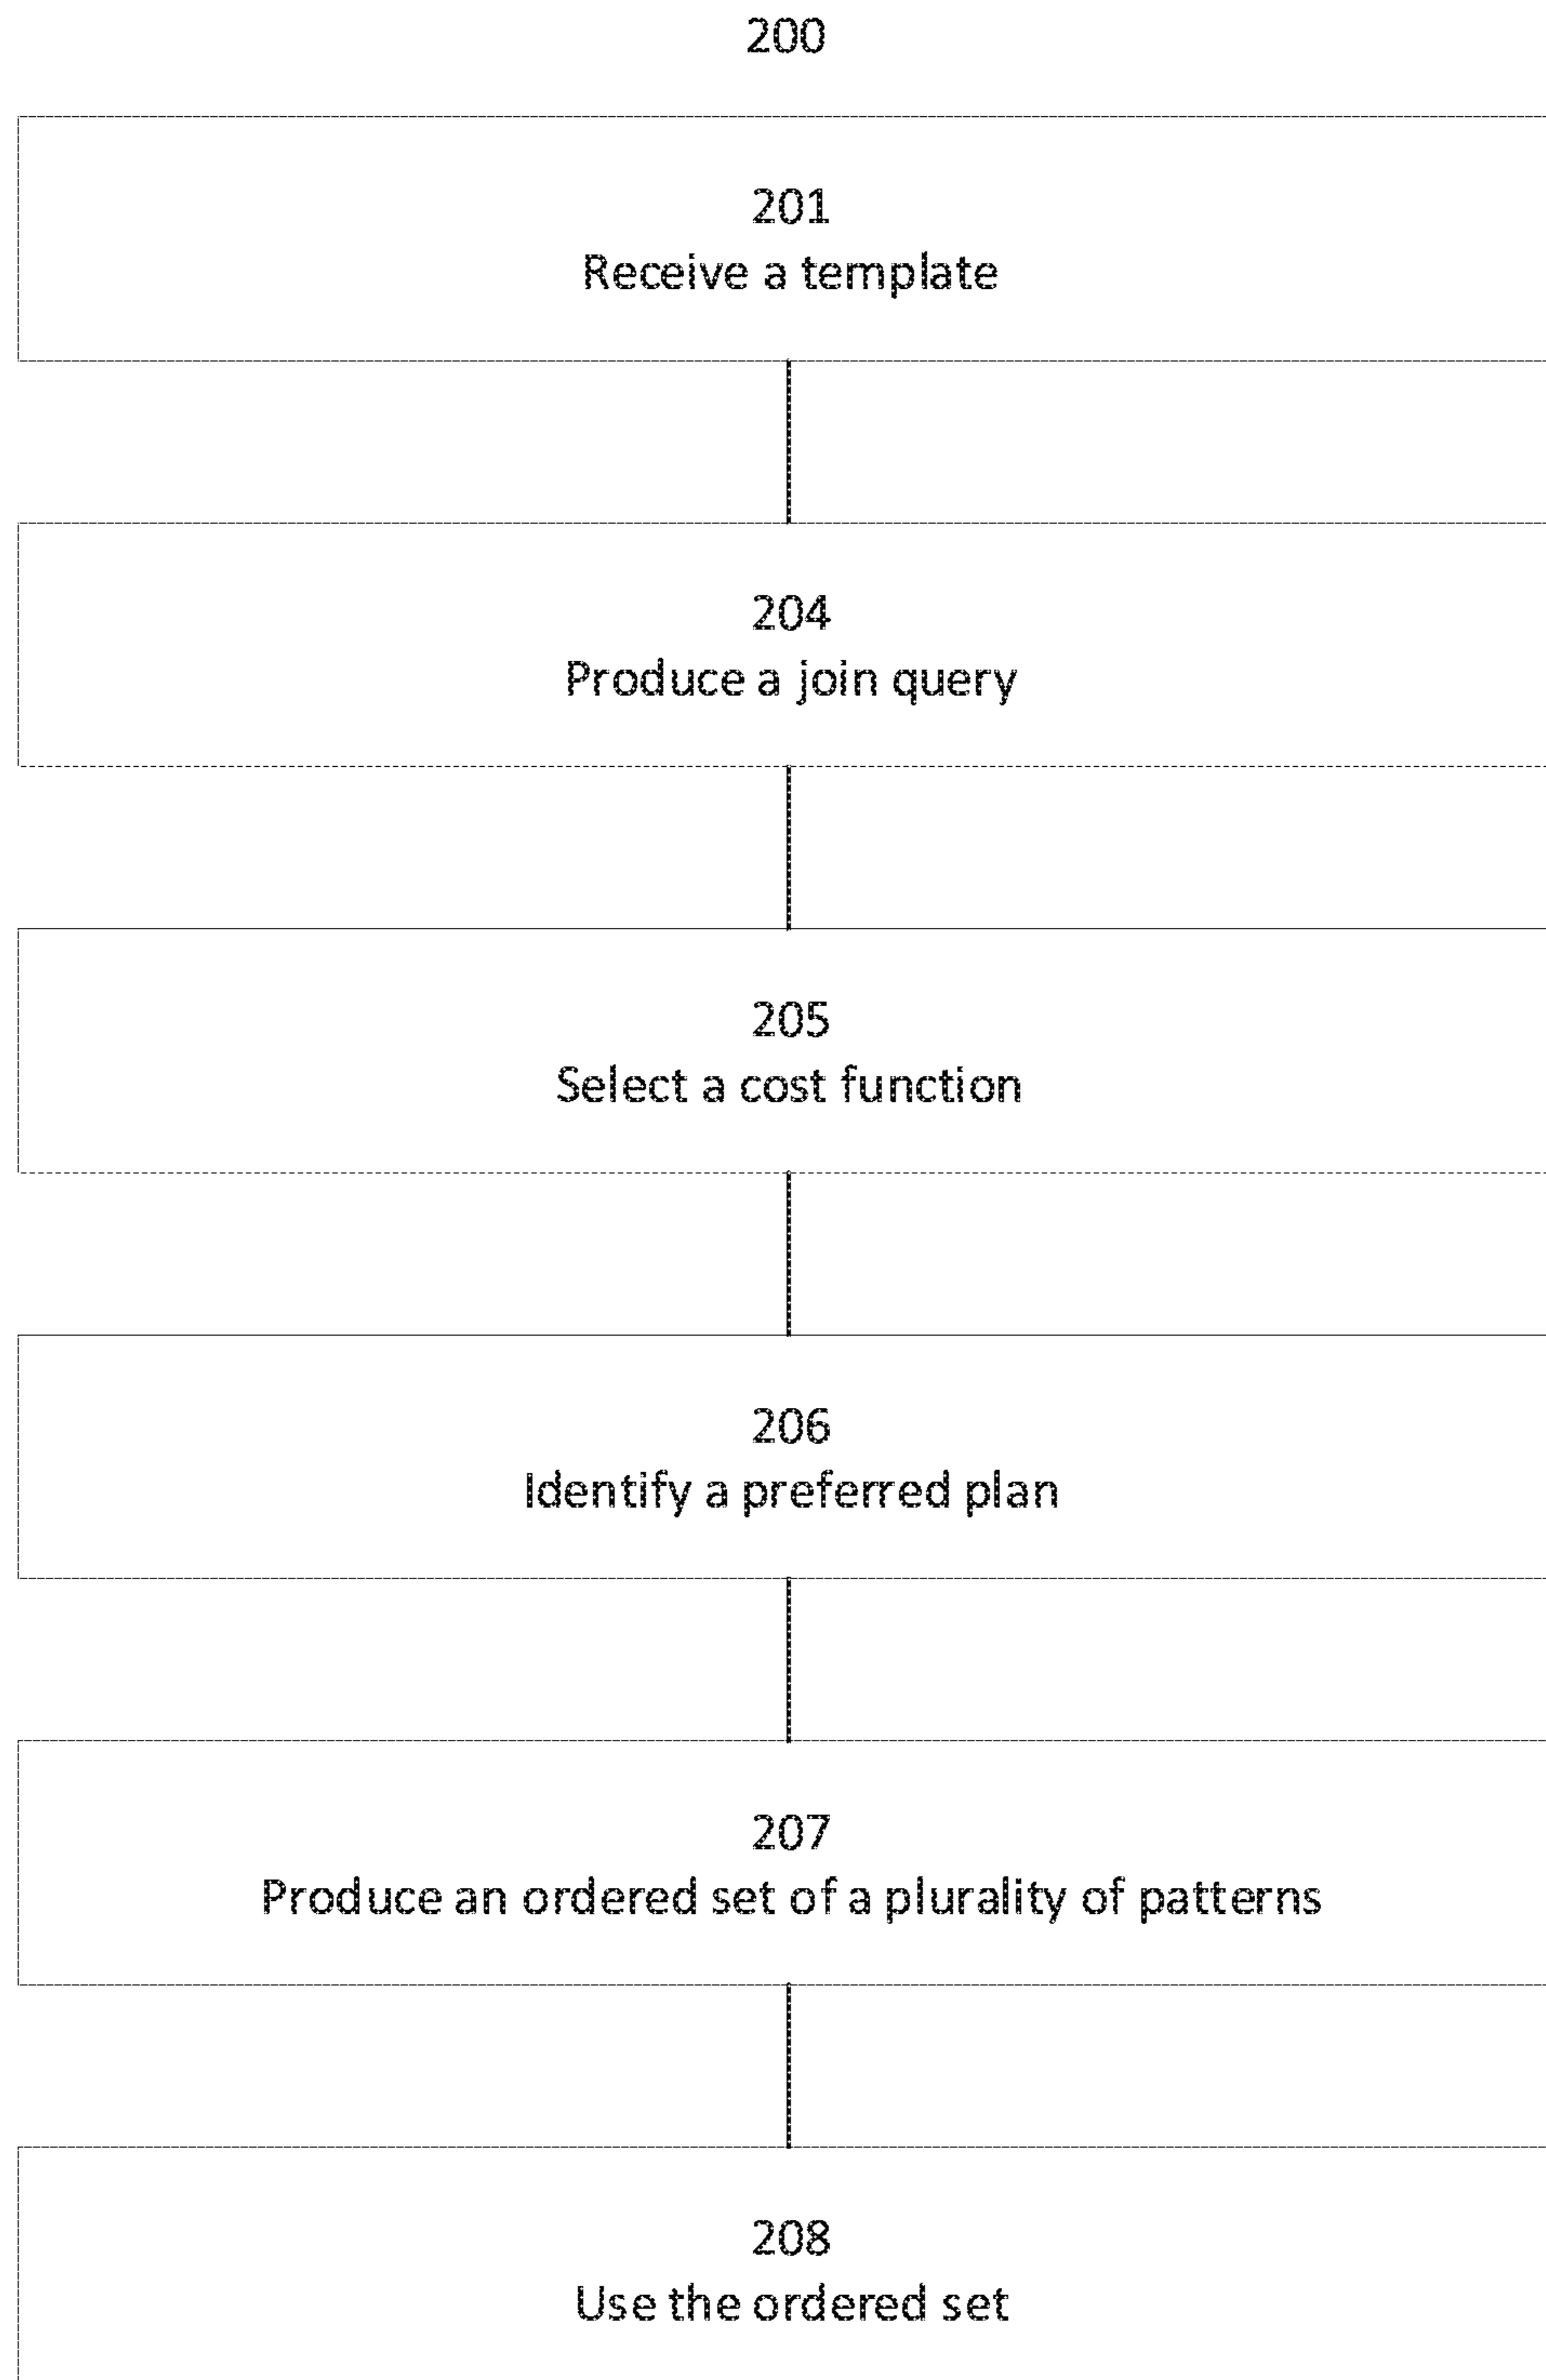 200
201
Receive a template
204
Produce a join query
205
Select a cost function
206
Identify a preferred plan
207
Produce an ordered set of a plurality of patterns
208
Use the ordered set